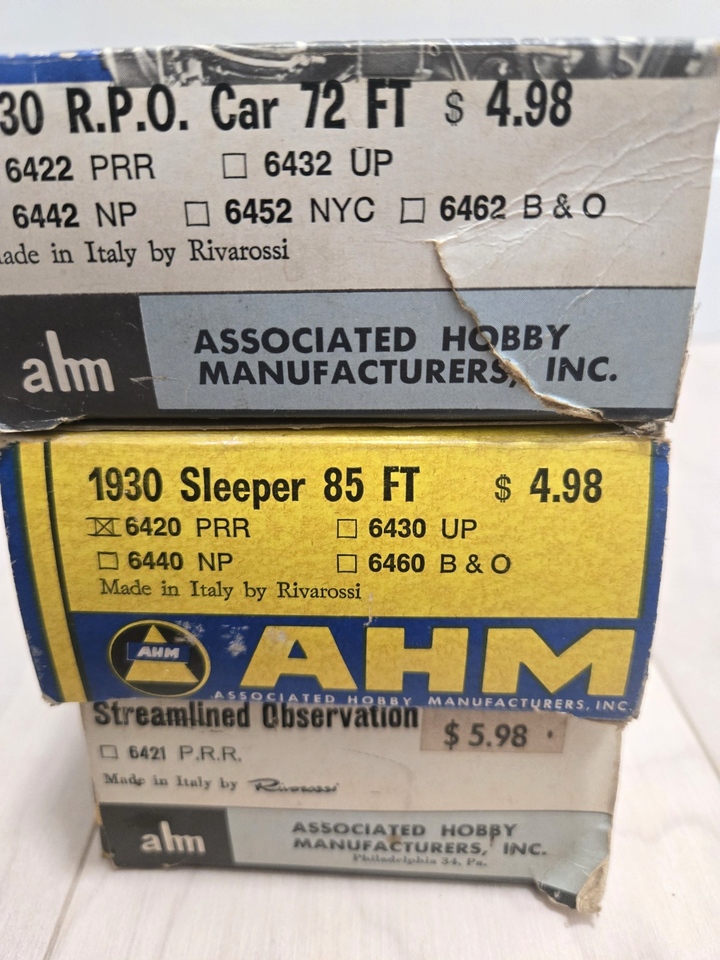 30 R.P.O. Car 72 FT $ 4.98
6422 PRR ☐ 6432 UP
6442 NP ☐ 6452 NYC ☐ 6462 B & O
ade in Italy by Rivarossi
ahm ASSOCIATED HOBBY
MANUFACTURERS, INC.
1930 Sleeper 85 FT $ 4.98
☒ 6420 PRR ☐ 6430 UP
☐ 6440 NP ☐ 6460 B & O
Made in Italy by Rivarossi
AHM AHM
ASSOCIATED HOBBY MANUFACTURERS, INC.
Streamlined Observation $ 5.98
☐ 6421 P.R.R.
Made in Italy by Rivarossi
ahm ASSOCIATED HOBBY
MANUFACTURERS, INC.
Philadelphia 34, Pa.